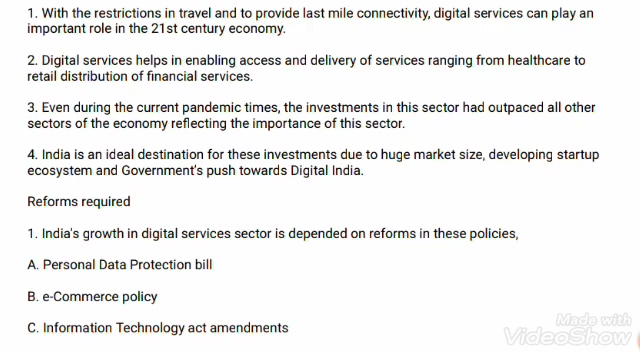 1. With the restrictions in travel and to provide last mile connectivity, digital services can play an
important role in the 21st century economy.
2. Digital services helps in enabling access and delivery of services ranging from healthcare to
retail distribution of financial services.
3. Even during the current pandemic times, the investments in this sector had outpaced all other
sectors of the economy reflecting the importance of this sector.
4. India is an ideal destination for these investments due to huge market size, developing startup
ecosystem and Government's push towards Digital India.
Reforms required
1. India's growth in digital services sector is depended on reforms in these policies,
A. Personal Data Protection bill
B. e-Commerce policy
C. Information Technology act amendments
Made with
VideoShow